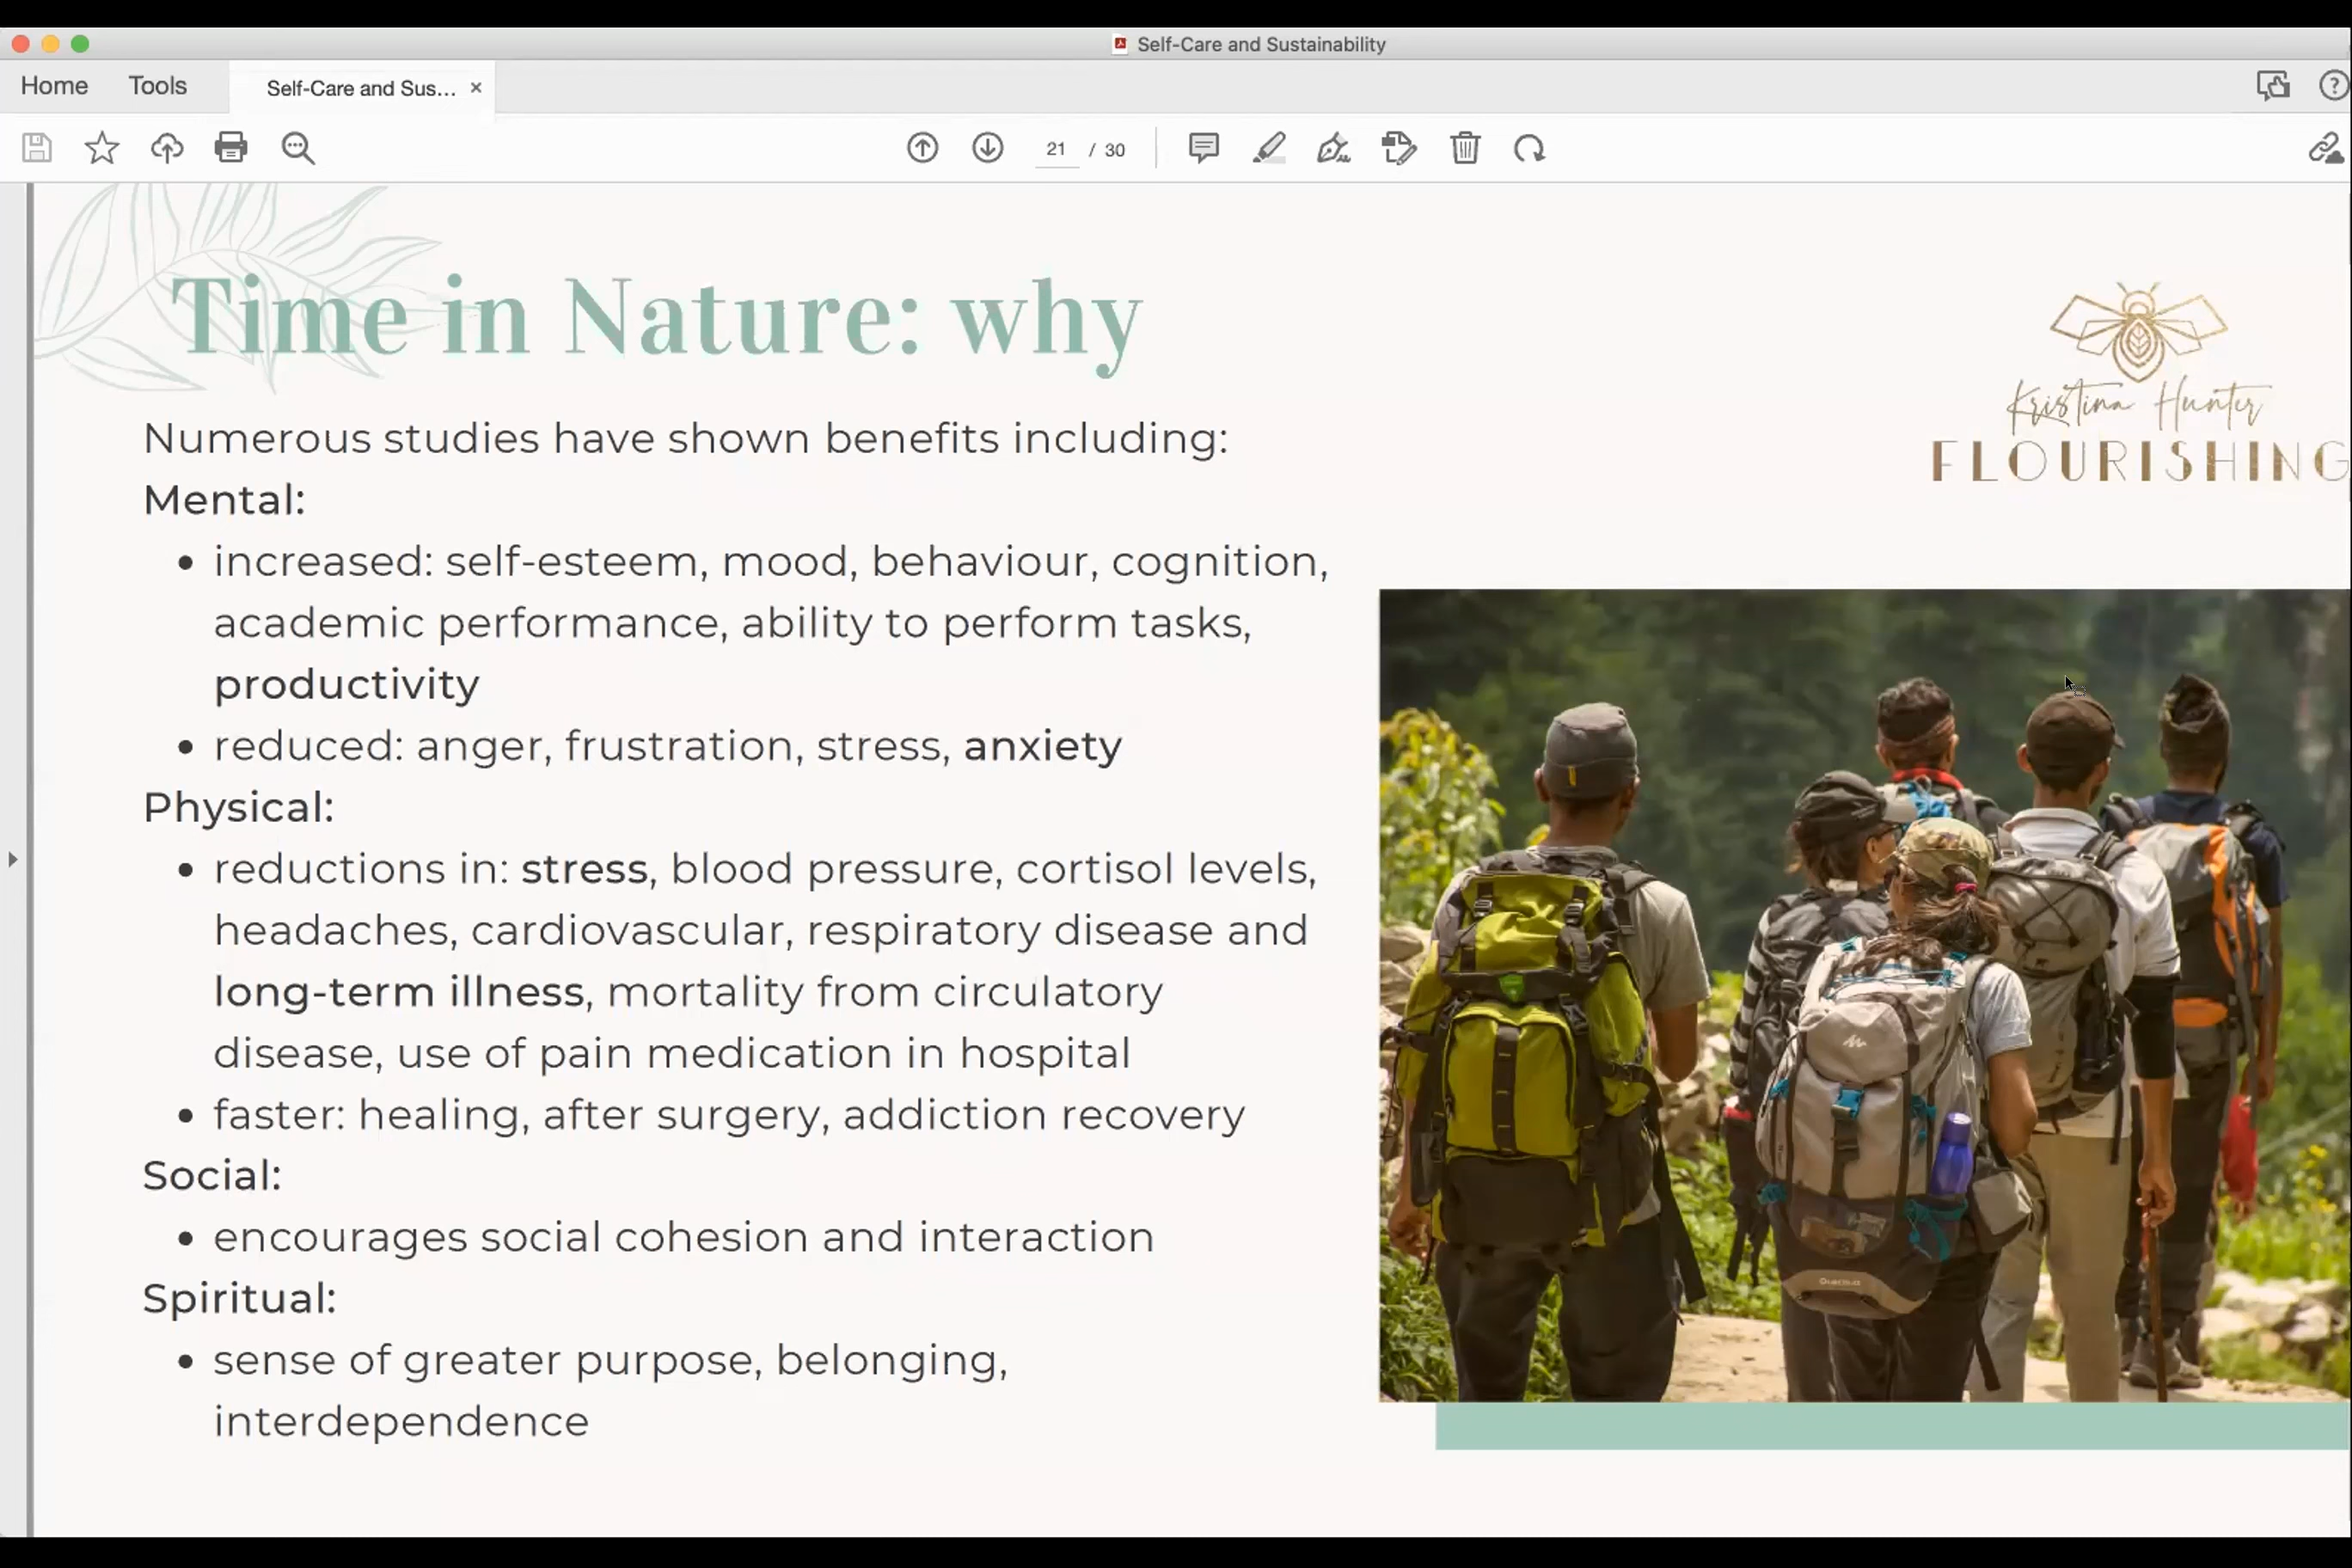 Self-Care and Sustainability
Home Tools Self-Care and Sus... ×
21 / 30
Time in Nature: why
Kristina Hunter
FLOURISHING
Numerous studies have shown benefits including:
Mental:
• increased: self-esteem, mood, behaviour, cognition,
academic performance, ability to perform tasks,
productivity
• reduced: anger, frustration, stress, anxiety
Physical:
• reductions in: stress, blood pressure, cortisol levels,
headaches, cardiovascular, respiratory disease and
long-term illness, mortality from circulatory
disease, use of pain medication in hospital
• faster: healing, after surgery, addiction recovery
Social:
• encourages social cohesion and interaction
Spiritual:
• sense of greater purpose, belonging,
interdependence